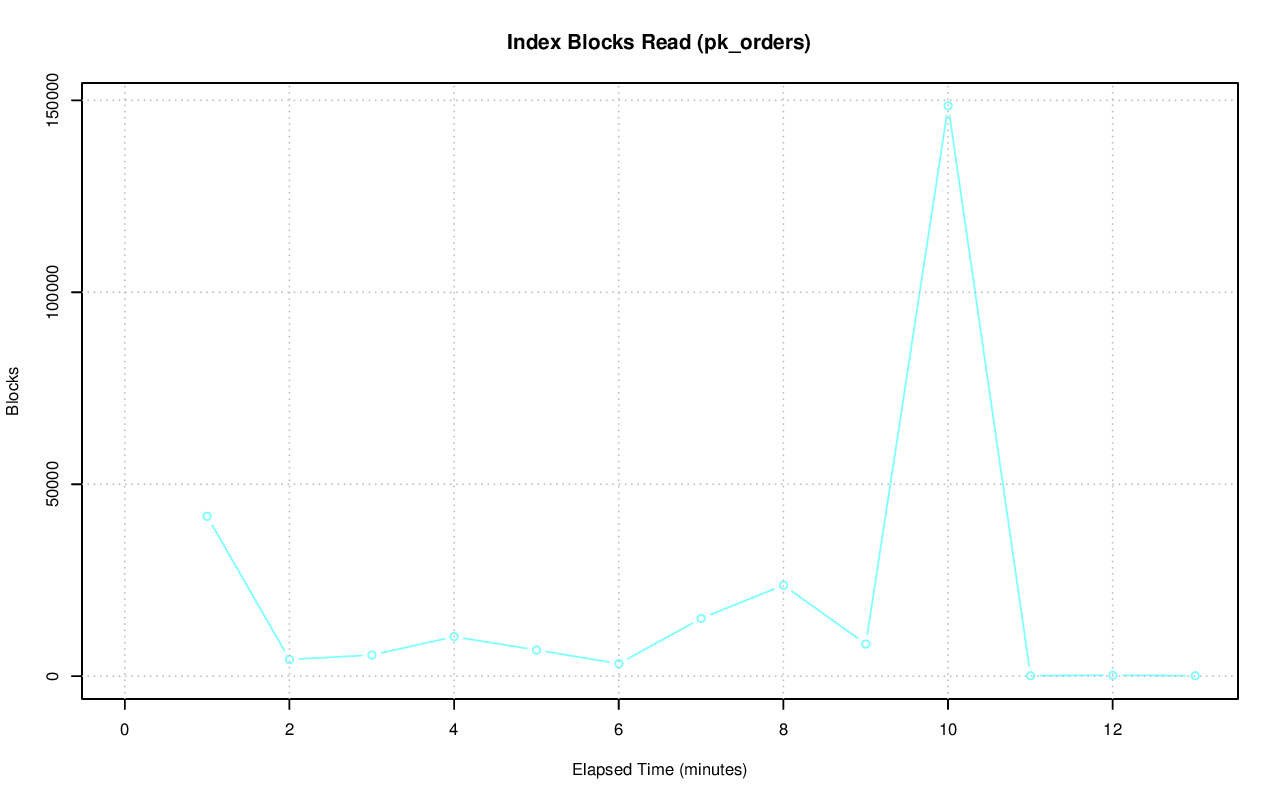 Index Blocks Read (pk_orders)
150000
100000
50000
0
Blocks
0 2 4 6 8 10 12
Elapsed Time (minutes)